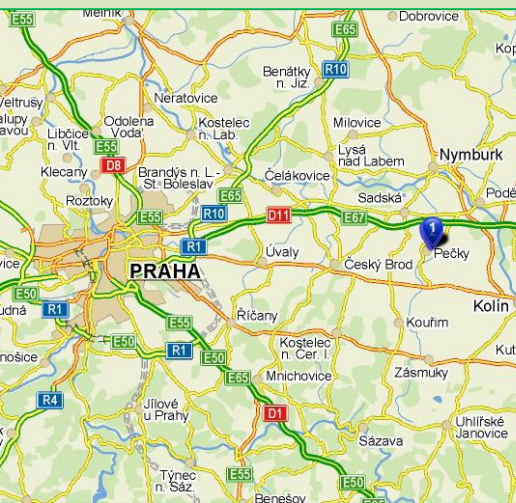 Mělník
E65
Dobrovice
E55
R10
Benátky
n. Jiz.
Neratovice
Veltrusy
Odolena
Voda
Kostelec
n. Lab.
Milovice
Libčice
n. Vlt.
E55
Lysá
nad Labem
Nymburk
D8
Klecany
Brandýs n. L.-
St. Boleslav
Čelákovice
Roztoky
E65
Sadská
E55
R10
D11
E67
1
R1
Úvaly
Pečky
Český Brod
PRAHA
E50
Kolín
R1
E55
Říčany
Kouřim
E50
Kostelec
n. Čer. l.
R1
E50
Zásmuky
E65
Mnichovice
R4
Jílové
u Prahy
D1
Uhlířské
Janovice
Sázava
Týnec
n. Sáz.
E55
E50
Benešov